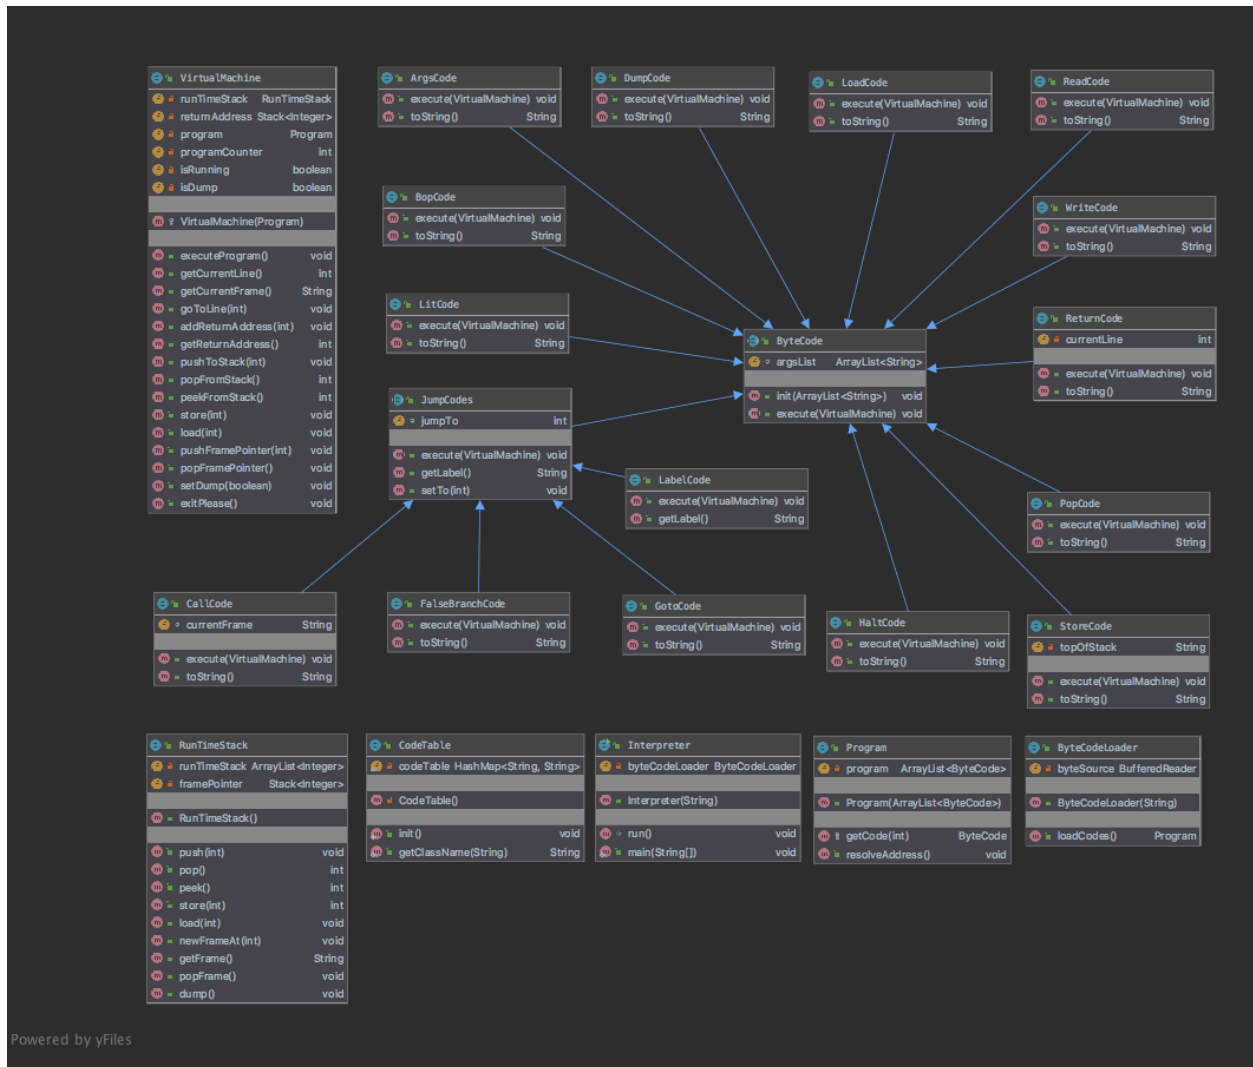 VirtualMachine
runTimeStack RunTimeStack
returnAddress Stack<Integer>
program Program
programCounter int
isRunning boolean
isDump boolean
VirtualMachine(Program)
executeProgram() void
getCurrentLine() int
getCurrentFrame() String
goToLine(int) void
addReturnAddress(int) void
getReturnAddress() int
pushToStack(int) void
popFromStack() int
peekFromStack() int
store(int) void
load(int) void
pushFramePointer(int) void
popFramePointer() void
setDump(boolean) void
exitPlease() void
ArgsCode
execute(VirtualMachine) void
toString() String
DumpCode
execute(VirtualMachine) void
toString() String
LoadCode
execute(VirtualMachine) void
toString() String
ReadCode
execute(VirtualMachine) void
toString() String
BopCode
execute(VirtualMachine) void
toString() String
WriteCode
execute(VirtualMachine) void
toString() String
LitCode
execute(VirtualMachine) void
toString() String
ByteCode
argsList ArrayList<String>
init(ArrayList<String>) void
execute(VirtualMachine) void
ReturnCode
currentLine int
execute(VirtualMachine) void
toString() String
JumpCodes
jumpTo int
execute(VirtualMachine) void
getLabel() String
setTo(int) void
LabelCode
execute(VirtualMachine) void
getLabel() String
PopCode
execute(VirtualMachine) void
toString() String
CallCode
currentFrame String
execute(VirtualMachine) void
toString() String
FalseBranchCode
execute(VirtualMachine) void
toString() String
GotoCode
execute(VirtualMachine) void
toString() String
HaltCode
execute(VirtualMachine) void
toString() String
StoreCode
topOfStack String
execute(VirtualMachine) void
toString() String
RunTimeStack
runTimeStack ArrayList<Integer>
framePointer Stack<Integer>
RunTimeStack()
push(int) void
pop() int
peek() int
store(int) int
load(int) void
newFrameAt(int) void
getFrame() String
popFrame() void
dump() void
CodeTable
codeTable HashMap<String, String>
CodeTable()
init() void
getClassName(String) String
Interpreter
byteCodeLoader ByteCodeLoader
Interpreter(String)
run() void
main(String[]) void
Program
program ArrayList<ByteCode>
Program(ArrayList<ByteCode>)
getCode(int) ByteCode
resolveAddress() void
ByteCodeLoader
byteSource BufferedReader
ByteCodeLoader(String)
loadCodes() Program
Powered by yFiles